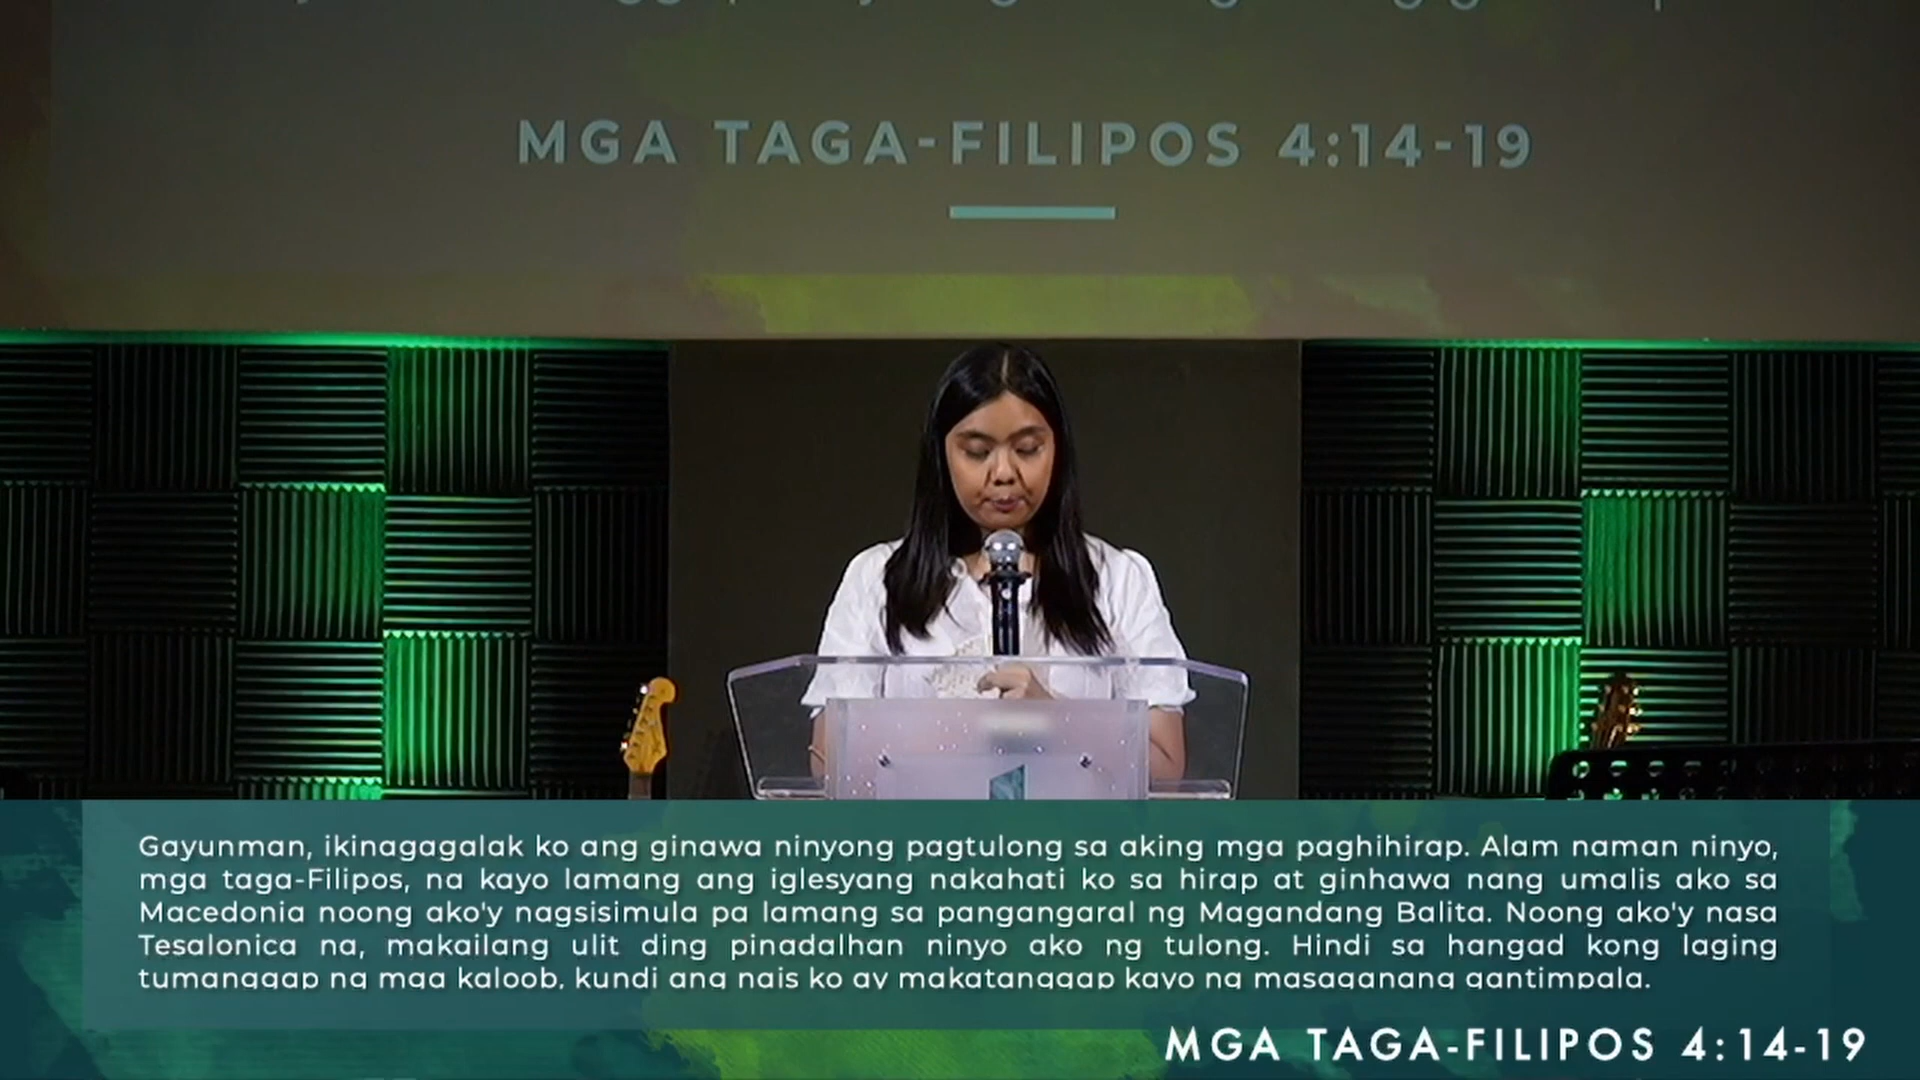 MGA TAGA-FILIPOS 4:14-19
Gayunman, ikinagagalak ko ang ginawa ninyong pagtulong sa aking mga paghihirap. Alam naman ninyo,
mga taga-Filipos, na kayo lamang ang iglesyang nakahati ko sa hirap at ginhawa nang umalis ako sa
Macedonia noong ako'y nagsisimula pa lamang sa pangangaral ng Magandang Balita. Noong ako'y nasa
Tesalonica na, makailang ulit ding pinadalhan ninyo ako ng tulong. Hindi sa hangad kong laging
tumanggap ng mga kaloob, kundi ang nais ko ay makatanggap kayo ng masaganang gantimpala.
MGA TAGA-FILIPOS 4:14-19